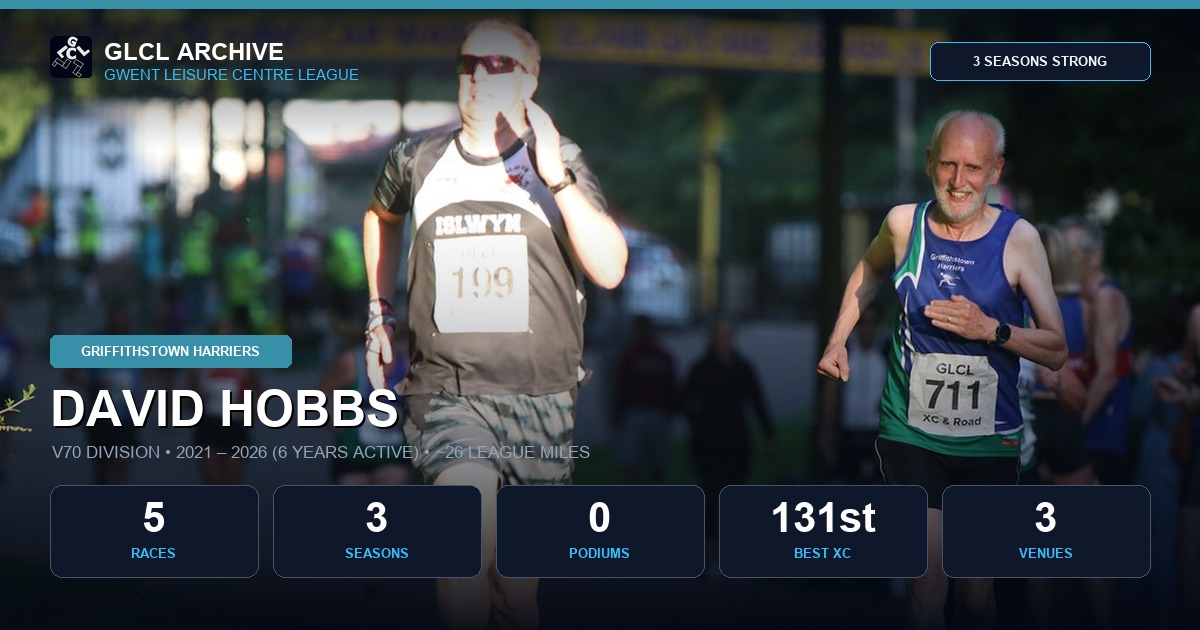 GLCL ARCHIVE
GWENT LEISURE CENTRE LEAGUE
3 SEASONS STRONG
ISLWYN
GLCL
199
Griffithstown
Harriers
GLCL
711
XC & Road
GRIFFITHSTOWN HARRIERS
DAVID HOBBS
V70 DIVISION • 2021 – 2026 (6 YEARS ACTIVE) • ~26 LEAGUE MILES
5
RACES
3
SEASONS
0
PODIUMS
131st
BEST XC
3
VENUES